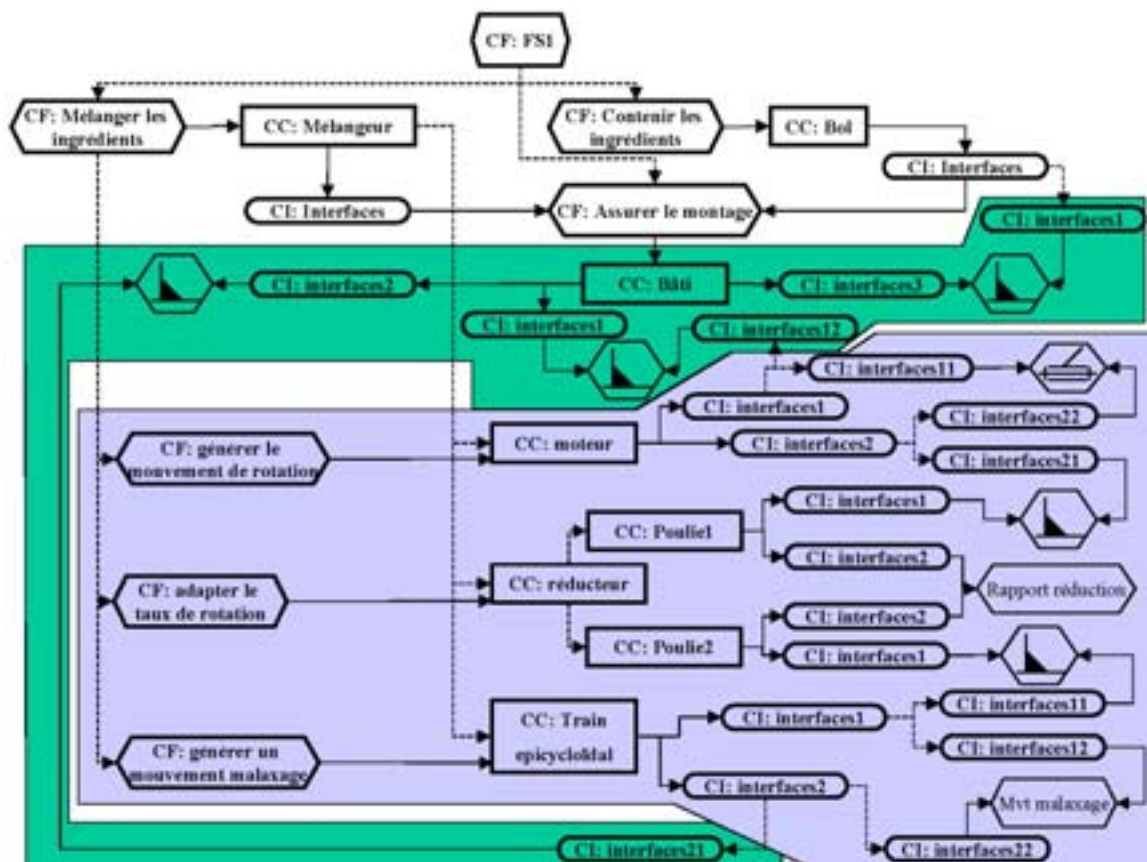 CF: FS1
CF: Mélanger les
ingrédients
CC: Mélangeur
CF: Contenir les
ingrédients
CC: Bol
CI: Interfaces
CI: Interfaces
CF: Assurer le montage
CI: interfaces1
CI: interfaces2
CC: Bâti
CI: interfaces3
CI: interfaces1
CI: interfaces12
CI: interfaces11
CI: interfaces1
CI: interfaces22
CF: générer le
mouvement de rotation
CC: moteur
CI: interfaces2
CI: interfaces21
CI: interfaces1
CC: Poulie1
CI: interfaces2
CF: adapter le
taux de rotation
CC: réducteur
Rapport réduction
CI: interfaces2
CC: Poulie2
CI: interfaces1
CC: Train
epicycloïdal
CI: interfaces1
CI: interfaces11
CI: interfaces12
CF: générer un
mouvement malaxage
CI: interfaces2
Mvt malaxage
CI: interfaces21
CI: interfaces22